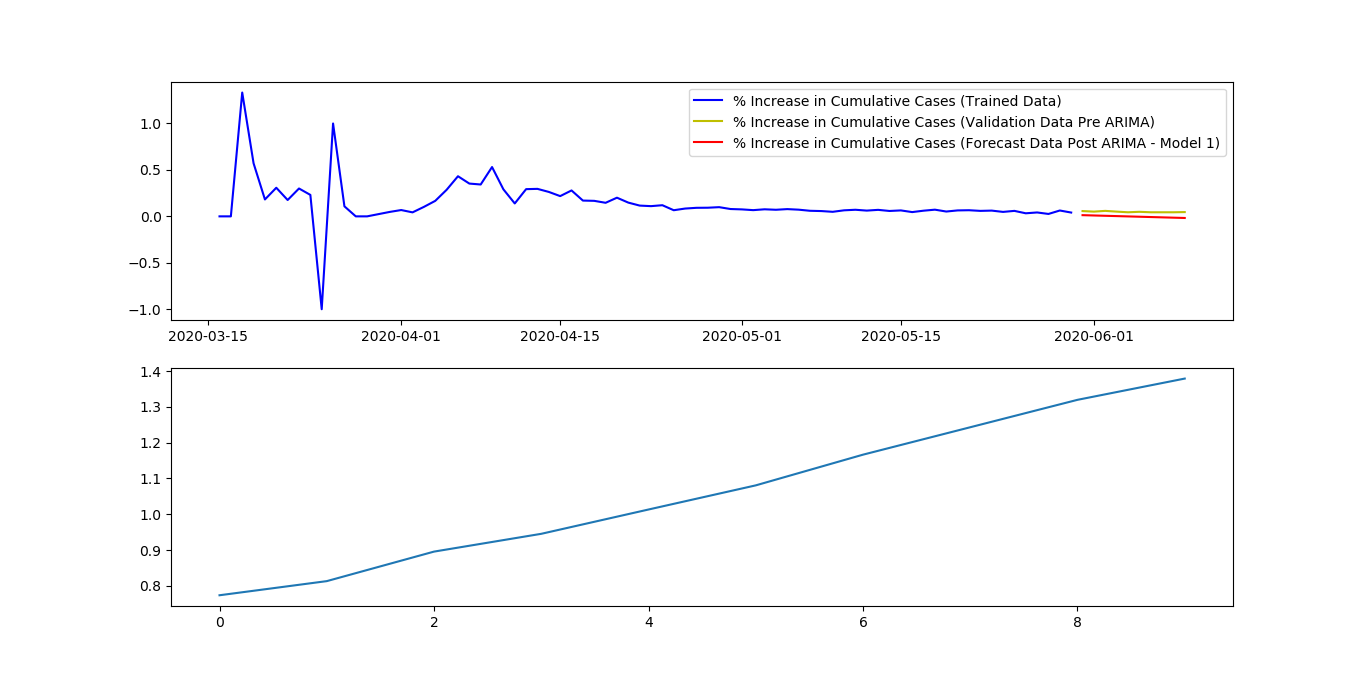 % Increase in Cumulative Cases (Trained Data)
% Increase in Cumulative Cases (Validation Data Pre ARIMA)
% Increase in Cumulative Cases (Forecast Data Post ARIMA - Model 1)
1.0
0.5
0.0
−0.5
−1.0
2020-03-15 2020-04-01 2020-04-15 2020-05-01 2020-05-15 2020-06-01
1.4
1.3
1.2
1.1
1.0
0.9
0.8
0 2 4 6 8